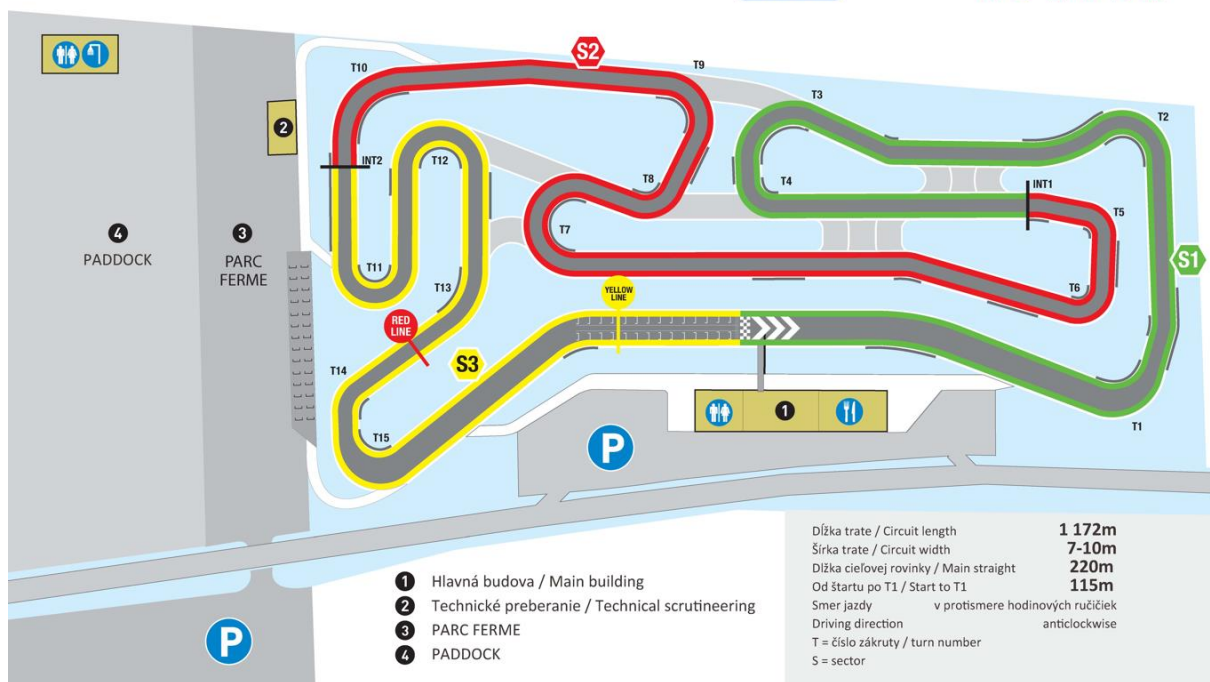 S2
T9
T10
T3
T2
2
INT2
T12
T8
T4
INT1
T5
4
PADDOCK
3
PARC
FERME
T7
S1
T11
T13
T6
YELLOW
LINE
RED
LINE
S3
T14
1
T15
T1
P
Dĺžka trate / Circuit length 1 172m
Šírka trate / Circuit width 7-10m
Dlžka cieľovej rovinky / Main straight 220m
Od štartu po T1 / Start to T1 115m
Smer jazdy v protismere hodinových ručičiek
Driving direction anticlockwise
T = číslo zákruty / turn number
S = sector
1 Hlavná budova / Main building
2 Technické preberanie / Technical scrutineering
3 PARC FERME
4 PADDOCK
P